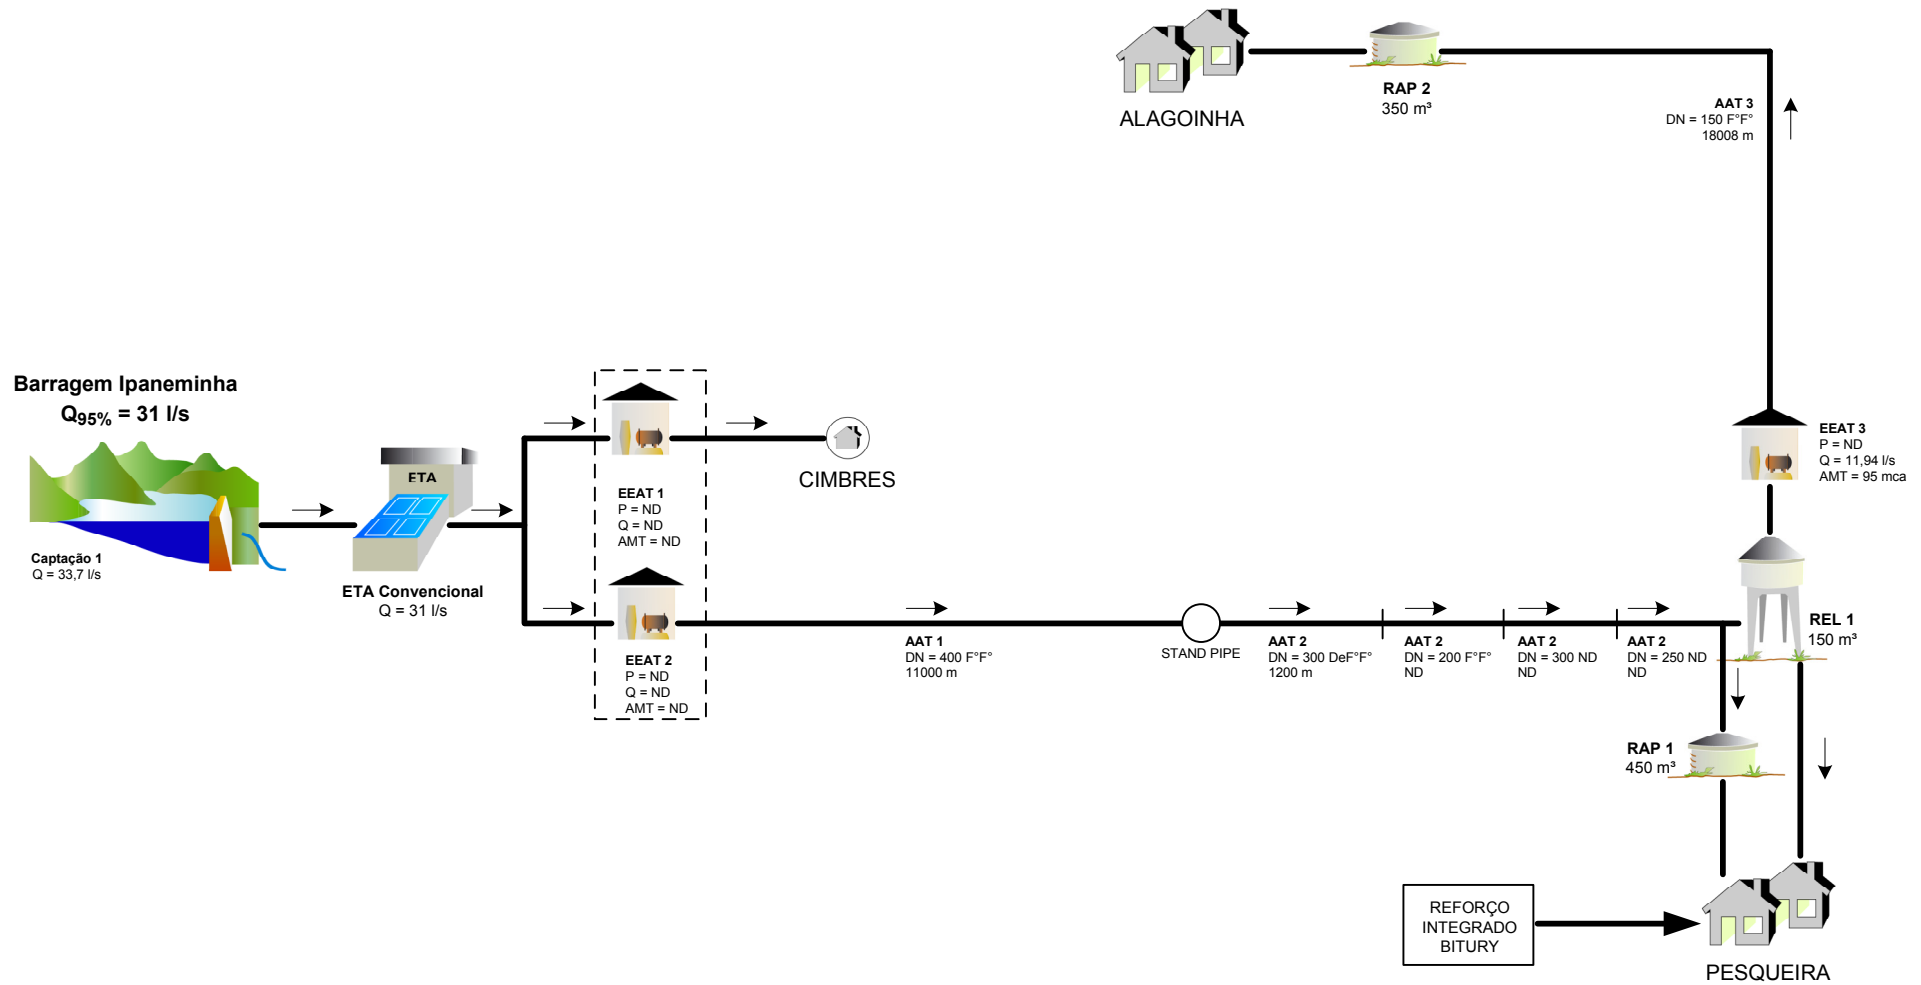 ALAGOINHA
RAP 2
350 m³
AAT 3
DN = 150 F°F°
18008 m
Barragem Ipaneminha
Q95% = 31 l/s
Captação 1
Q = 33,7 l/s
ETA
ETA Convencional
Q = 31 l/s
EEAT 1
P = ND
Q = ND
AMT = ND
CIMBRES
EEAT 2
P = ND
Q = ND
AMT = ND
AAT 1
DN = 400 F°F°
11000 m
STAND PIPE
AAT 2
DN = 300 DeF°F°
1200 m
AAT 2
DN = 200 F°F°
ND
AAT 2
DN = 300 ND
ND
AAT 2
DN = 250 ND
ND
EEAT 3
P = ND
Q = 11,94 l/s
AMT = 95 mca
REL 1
150 m³
RAP 1
450 m³
REFORÇO
INTEGRADO
BITURY
PESQUEIRA